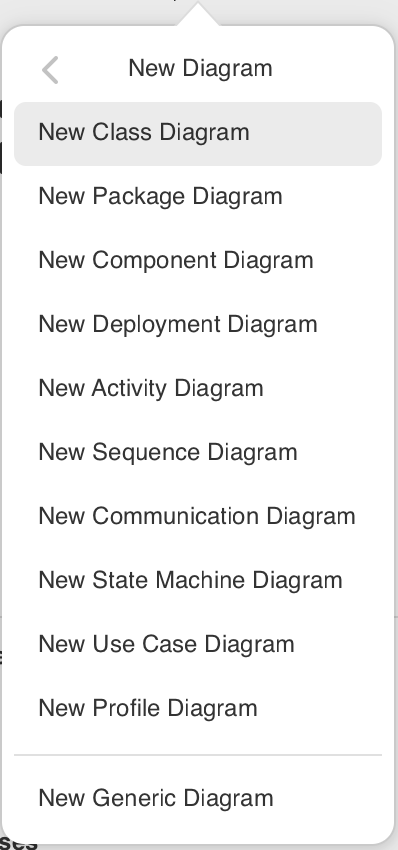 New Diagram
New Class Diagram
New Package Diagram
New Component Diagram
New Deployment Diagram
New Activity Diagram
New Sequence Diagram
New Communication Diagram
New State Machine Diagram
New Use Case Diagram
New Profile Diagram
New Generic Diagram
ses